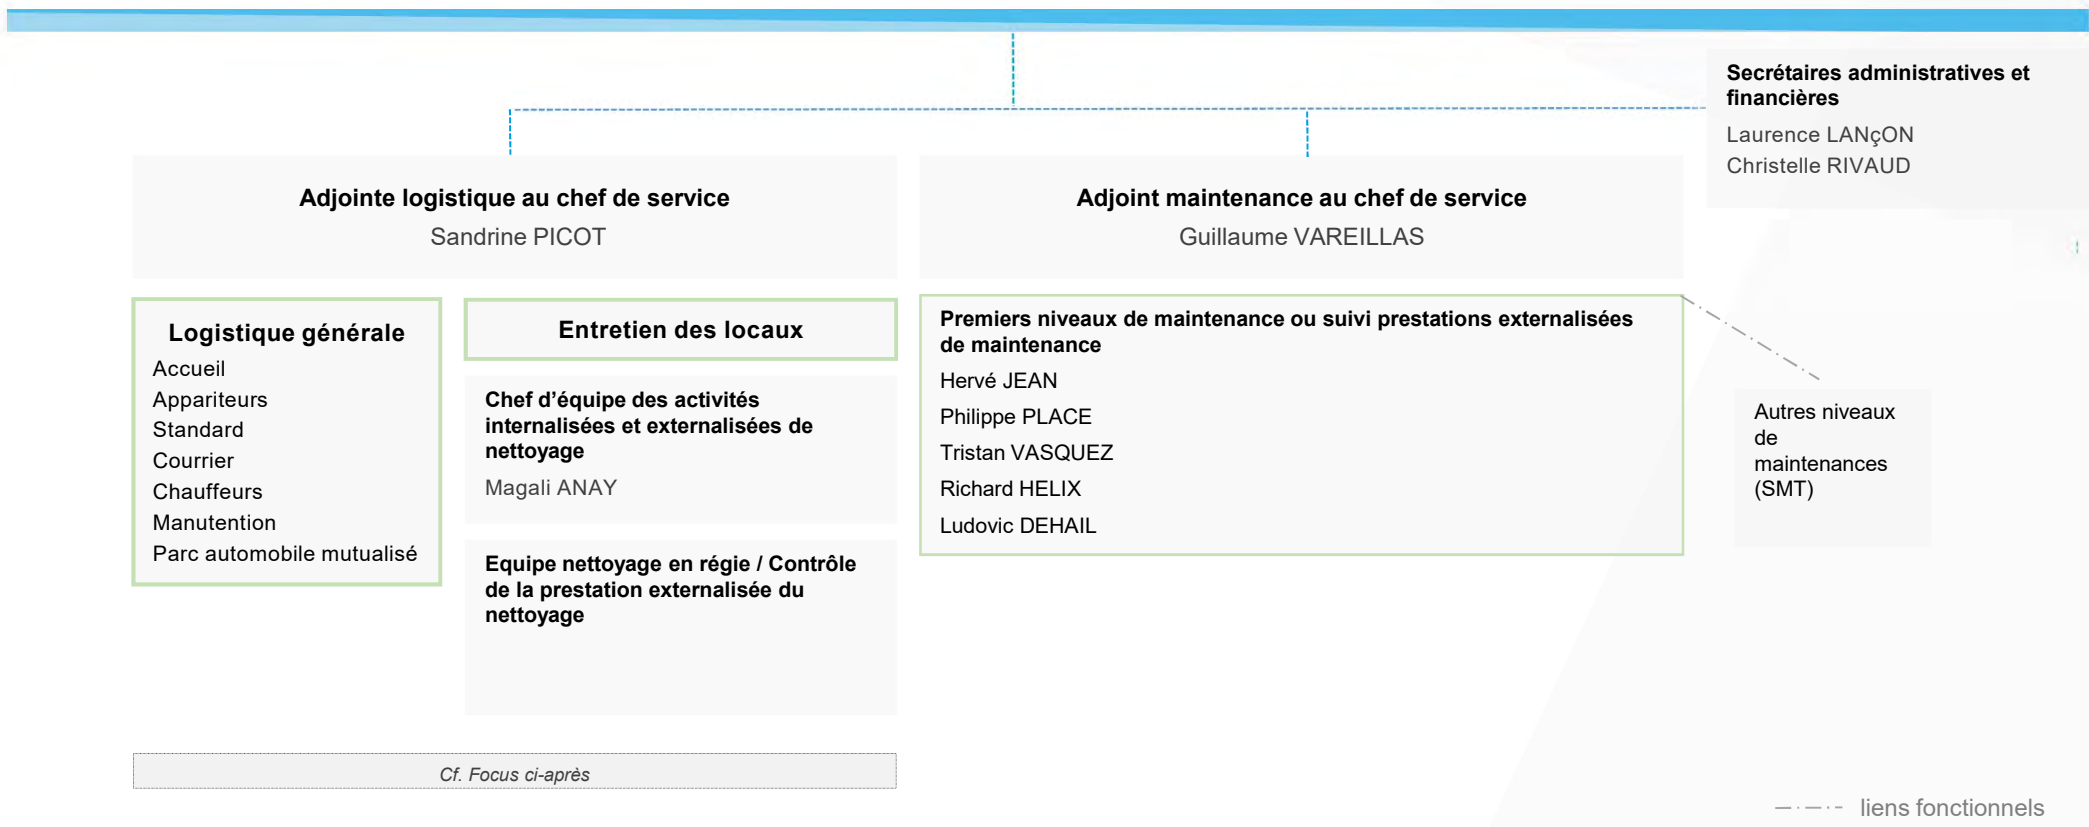 Secrétaires administratives et
financières
Laurence LANçON
Christelle RIVAUD
Adjointe logistique au chef de service
Sandrine PICOT
Adjoint maintenance au chef de service
Guillaume VAREILLAS
Logistique générale
Accueil
Appariteurs
Standard
Courrier
Chauffeurs
Manutention
Parc automobile mutualisé
Entretien des locaux
Chef d’équipe des activités
internalisées et externalisées de
nettoyage
Magali ANAY
Equipe nettoyage en régie / Contrôle
de la prestation externalisée du
nettoyage
Premiers niveaux de maintenance ou suivi prestations externalisées
de maintenance
Hervé JEAN
Philippe PLACE
Tristan VASQUEZ
Richard HELIX
Ludovic DEHAIL
Autres niveaux
de
maintenances
(SMT)
Cf. Focus ci-après
liens fonctionnels